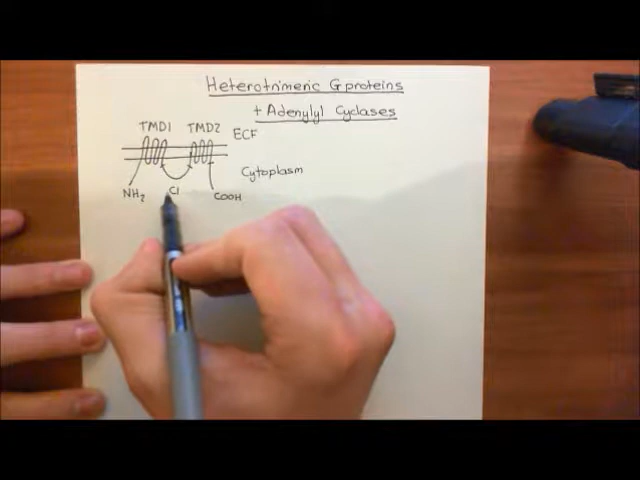 Heterotrimeric G proteins
+ Adenylyl Cyclases
TMD1 TMD2 ECF
Cytoplasm
NH2 C1 COOH